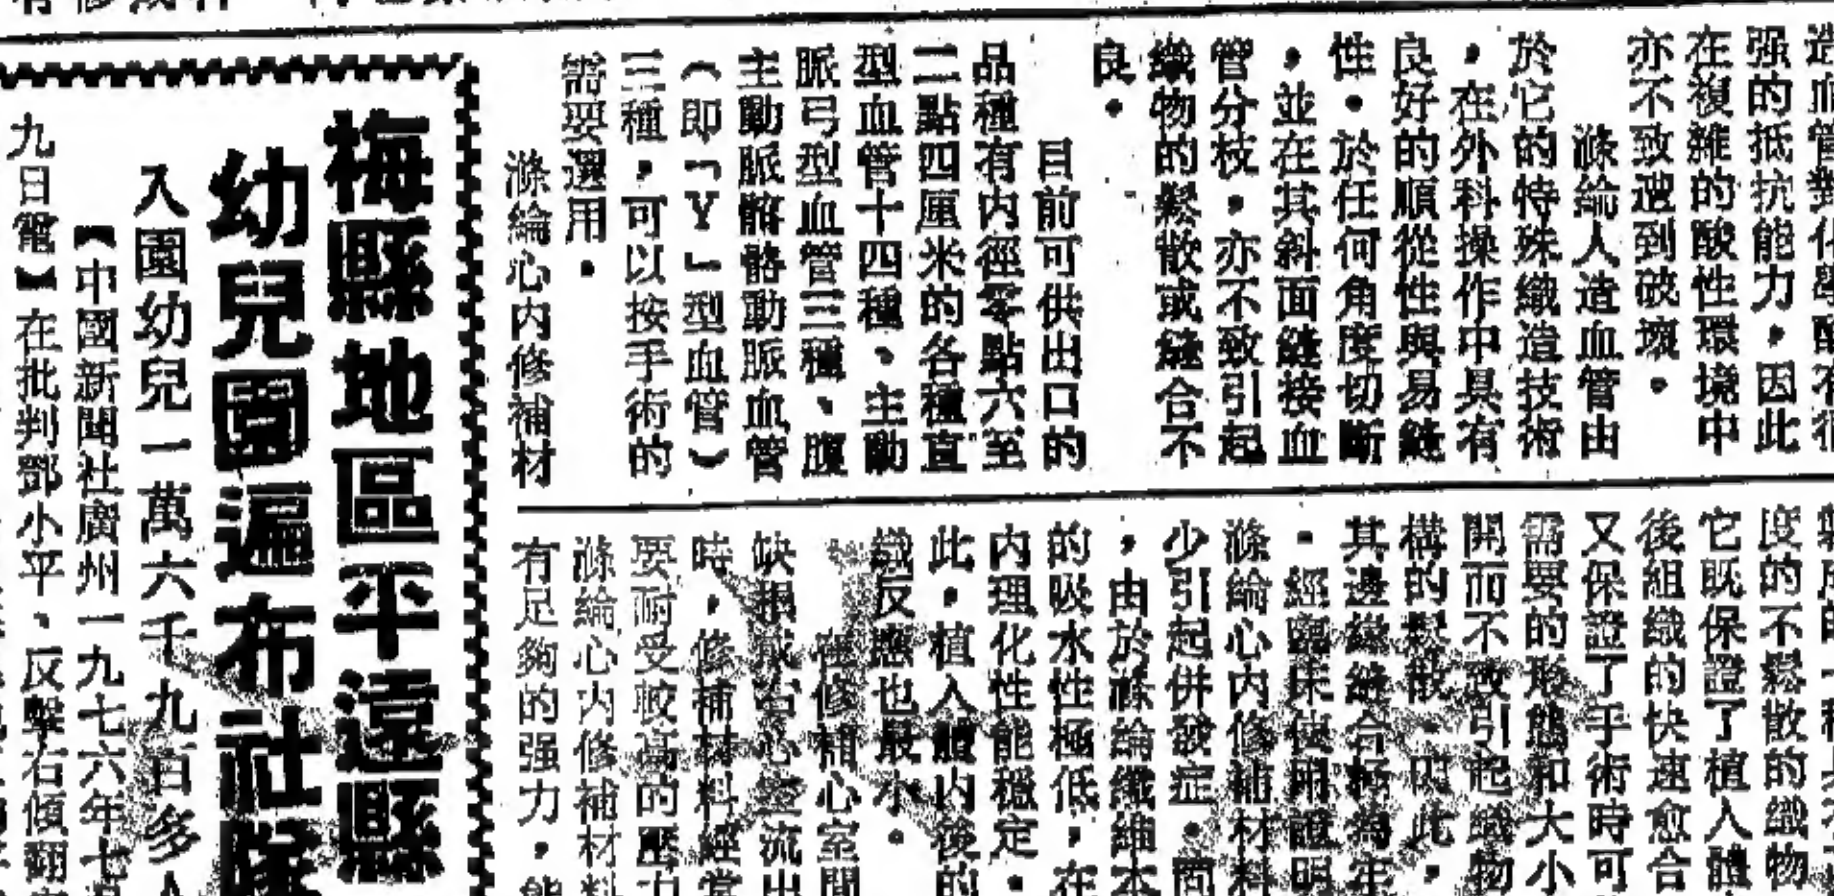 强的抵抗能力，因此
在複雜的酸性環境中
亦不致遭到破壞。
滌綸人造血管由
於它的特殊織造技術
，在外科操作中具有
良好的順從性與易縫
性。於任何角度切斷
，並在其斜面縫接血
管分枝，亦不致引起
織物的鬆散或縫合不
良。
目前可供出口的
品種有内徑零點六至
二點四厘米的各種直
型血管十四種、主動
脈弓型血管三種、腹
主動脈髂動脈血管
（即「Y」型血管）
三種，可以按手術的
需要選用。
滌綸心内修補材
度的不鬆散的織物
它既保證了植入體
後組織的快速愈合
又保證了手術時可
需要的形態和大小
開而不致引起織物
構的鬆散，因此，
其邊緣縫合極為牢
。經臨床使用證明
滌綸心内修補材料
少引起併發症。
，由於滌綸纖維本
的吸水性極低，在
内理化性能穩定，
此，植入體内後的
織反應也最小。
在修補心室間
缺損或右心室流出
時，修補材料經常
要耐受較高的壓力
滌綸心内修補材料
有足夠的强力，能
梅縣地區平遠縣
幼兒園遍布社隊
入園幼兒一萬六千九百多人
【中國新聞社廣州一九七六年七月
九日電】在批判鄧小平、反擊右傾翻